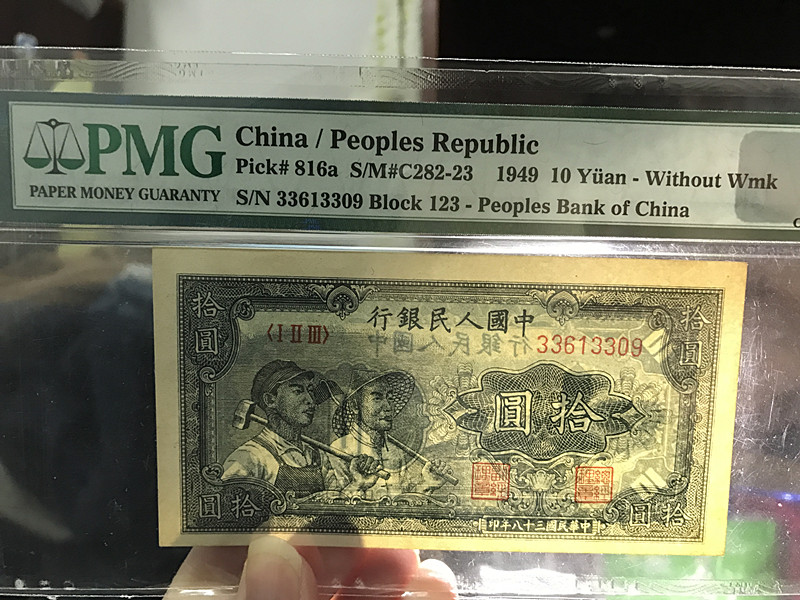 PMG
PAPER MONEY GUARANTY
China / Peoples Republic
Pick# 816a S/M#C282-23 1949 10 Yüan - Without Wmk
S/N 33613309 Block 123 - Peoples Bank of China
行銀民人國中
拾圓
拾圓
〈I II III〉
33613309
圓拾
圓拾
圓拾
印年八十三國民華中